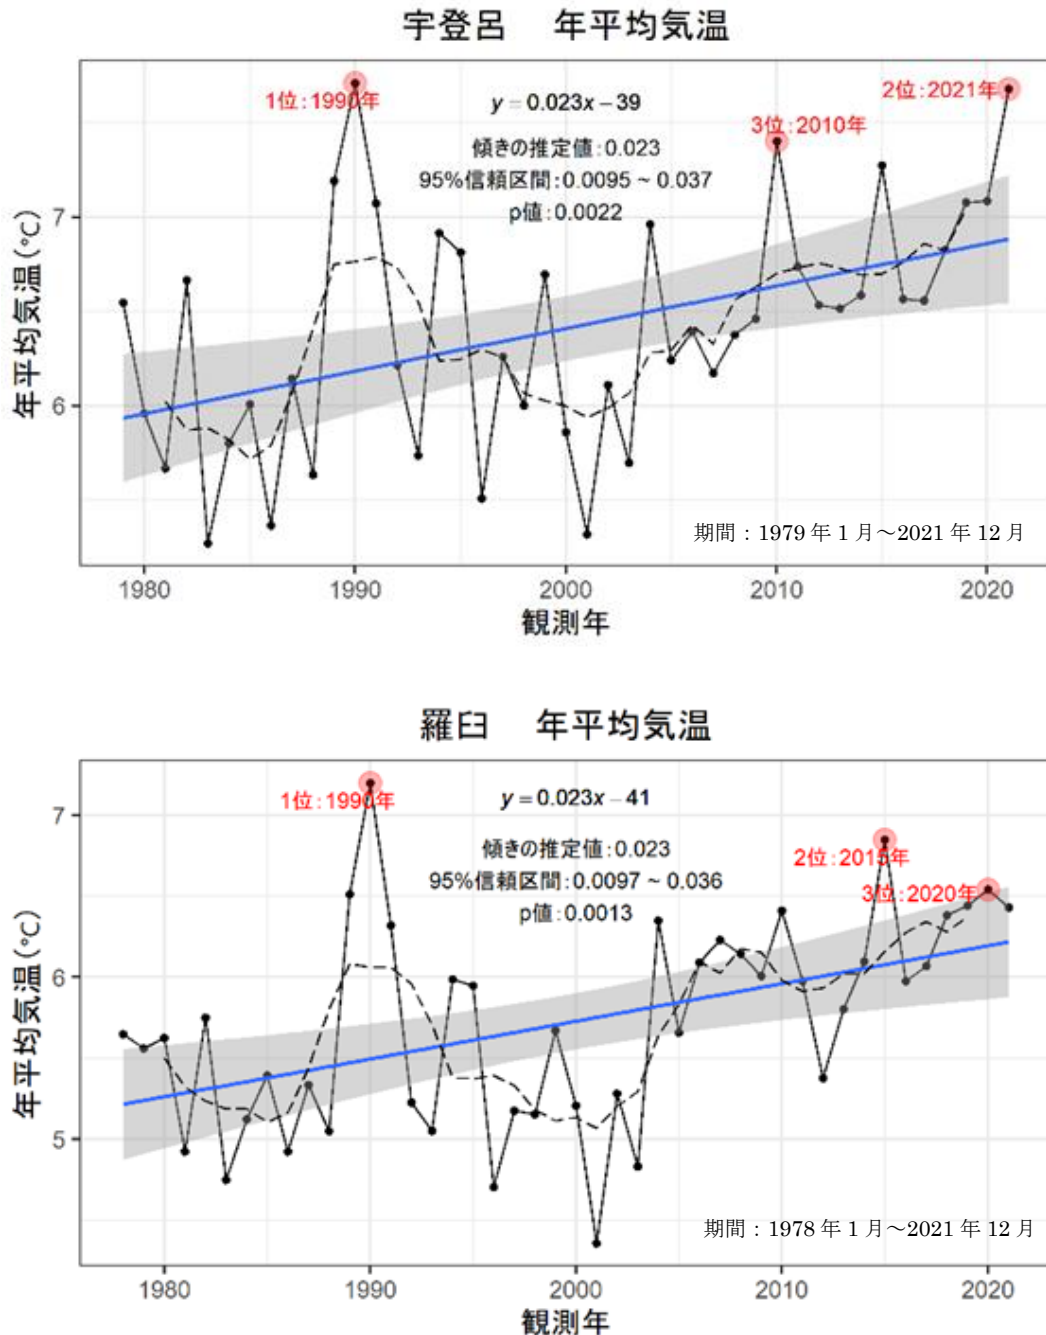 宇登呂 年平均気温
1位:1990年
y = 0.023x − 39
2位:2021年
3位:2010年
傾きの推定値:0.023
95%信頼区間:0.0095 ~ 0.037
p値:0.0022
7
6
年平均気温(℃)
期間：1979年1月～2021年12月
1980 1990 2000 2010 2020
観測年
羅臼 年平均気温
1位:1990年
y = 0.023x − 41
傾きの推定値:0.023
95%信頼区間:0.0097 ~ 0.036
p値:0.0013
2位:2015年
3位:2020年
7
6
5
年平均気温(℃)
期間：1978年1月～2021年12月
1980 1990 2000 2010 2020
観測年